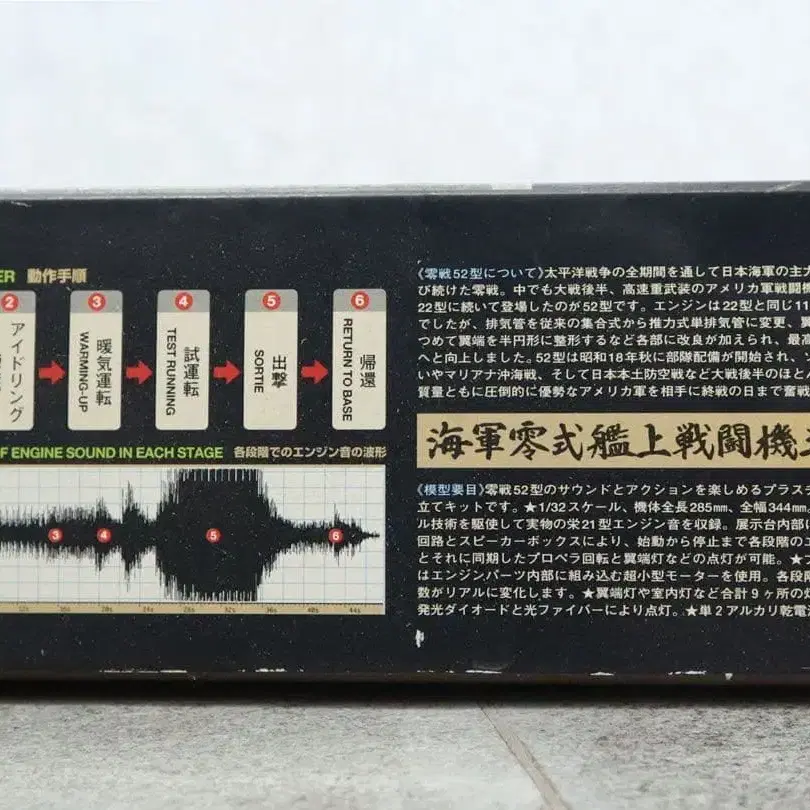 ER 動作手順
2
アイドリング
3
暖気運転
WARMING-UP
4
試運転
TEST RUNNING
5
出撃
SORTIE
6
帰還
RETURN TO BASE
F ENGINE SOUND IN EACH STAGE 各段階でのエンジン音の波形
3 4 5 6
12s 16s 20s 24s 28s 32s 36s 40s 44s
《零戦52型について》太平洋戦争の全期間を通して日本海軍の主力
び続けた零戦。中でも大戦後半、高速重武装のアメリカ軍戦闘機
22型に続いて登場したのが52型です。エンジンは22型と同じ11
でしたが、排気管を従来の集合式から推力式単排気管に変更、翼
つめて翼端を半円形に整形するなど各部に改良が加えられ、最高
へと向上しました。52型は昭和18年秋に部隊配備が開始され、ソ
いやマリアナ沖海戦、そして日本本土防空戦など大戦後半のほとん
質量ともに圧倒的に優勢なアメリカ軍を相手に終戦の日まで奮戦
海軍零式艦上戦闘機
《模型要目》零戦52型のサウンドとアクションを楽しめるプラスチ
立てキットです。★1/32スケール、機体全長285mm、全幅344mm
ル技術を駆使して実物の栄21型エンジン音を収録。展示台内部に
回路とスピーカーボックスにより、始動から停止まで各段階のエ
とそれに同期したプロペラ回転と翼端灯などの点灯が可能。★プ
はエンジンパーツ内部に組み込む超小型モーターを使用。各段階
数がリアルに変化します。★翼端灯や室内灯など合計9ヶ所の灯
発光ダイオードと光ファイバーにより点灯。★単2アルカリ乾電池